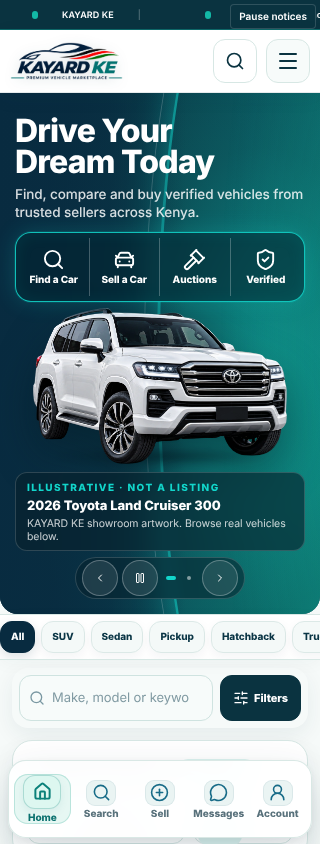 KAYARD KE
Pause notices
KAYARD KE
PREMIUM VEHICLE MARKETPLACE
Drive Your
Dream Today
Find, compare and buy verified vehicles from
trusted sellers across Kenya.
Find a Car
Sell a Car
Auctions
Verified
ILLUSTRATIVE · NOT A LISTING
2026 Toyota Land Cruiser 300
KAYARD KE showroom artwork. Browse real vehicles
below.
All
SUV
Sedan
Pickup
Hatchback
Tru
Make, model or keywo
Filters
Home
Search
Sell
Messages
Account